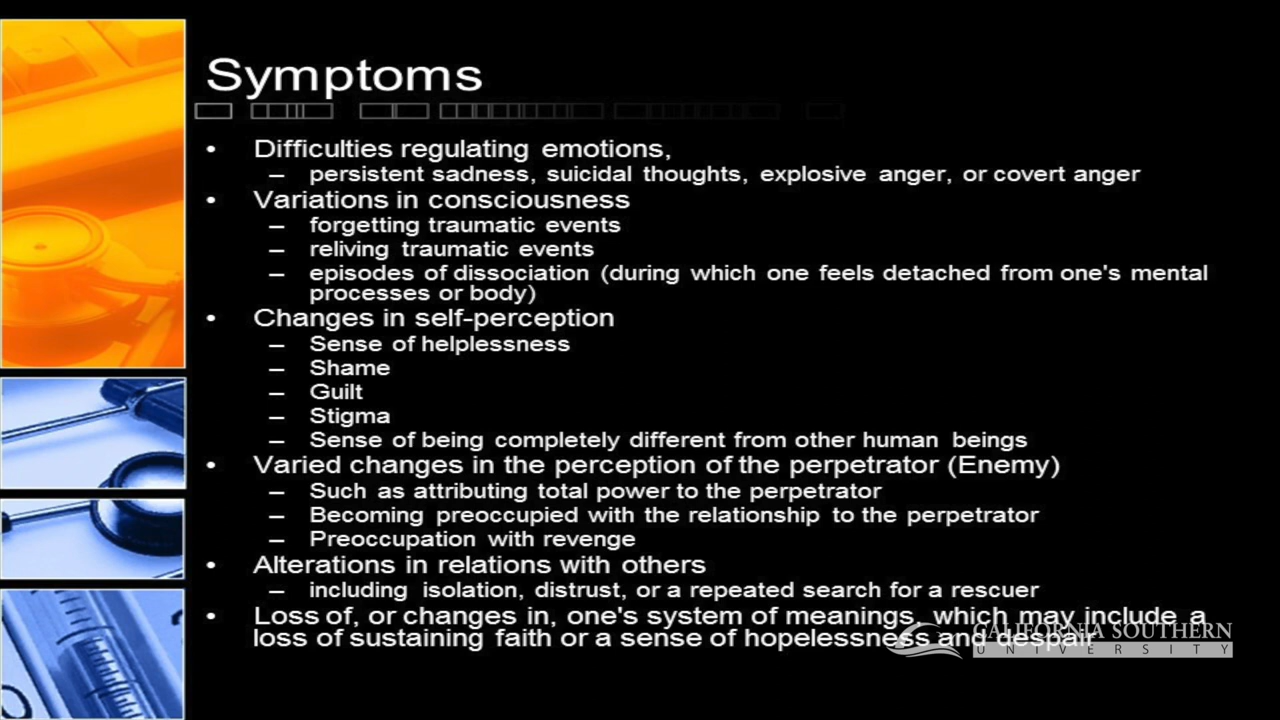 Symptoms
• Difficulties regulating emotions,
– persistent sadness, suicidal thoughts, explosive anger, or covert anger
• Variations in consciousness
– forgetting traumatic events
– reliving traumatic events
– episodes of dissociation (during which one feels detached from one's mental
processes or body)
• Changes in self-perception
– Sense of helplessness
– Shame
– Guilt
– Stigma
– Sense of being completely different from other human beings
• Varied changes in the perception of the perpetrator (Enemy)
– Such as attributing total power to the perpetrator
– Becoming preoccupied with the relationship to the perpetrator
– Preoccupation with revenge
• Alterations in relations with others
– including isolation, distrust, or a repeated search for a rescuer
• Loss of, or changes in, one's system of meanings, which may include a
loss of sustaining faith or a sense of hopelessness and despair
CALIFORNIA SOUTHERN
UNIVERSITY